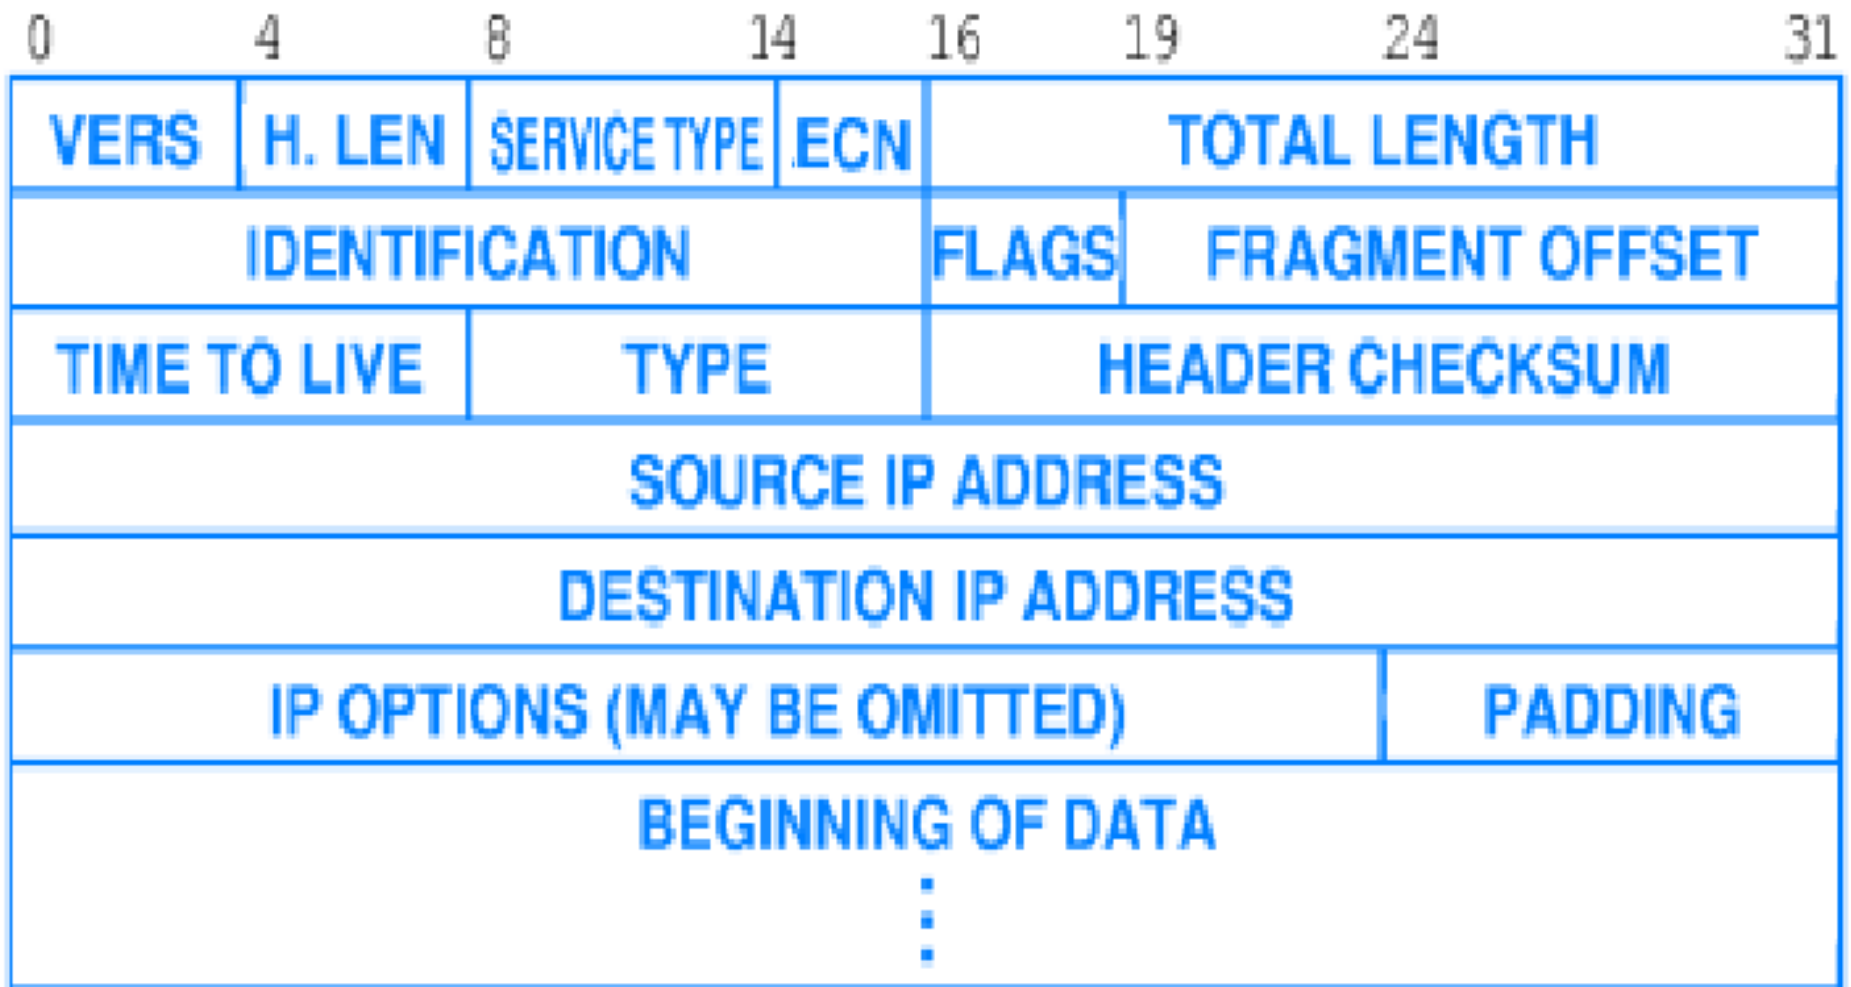 0 4 8 14 16 19 24 31
VERS H. LEN SERVICE TYPE ECN TOTAL LENGTH
IDENTIFICATION FLAGS FRAGMENT OFFSET
TIME TO LIVE TYPE HEADER CHECKSUM
SOURCE IP ADDRESS
DESTINATION IP ADDRESS
IP OPTIONS (MAY BE OMITTED) PADDING
BEGINNING OF DATA